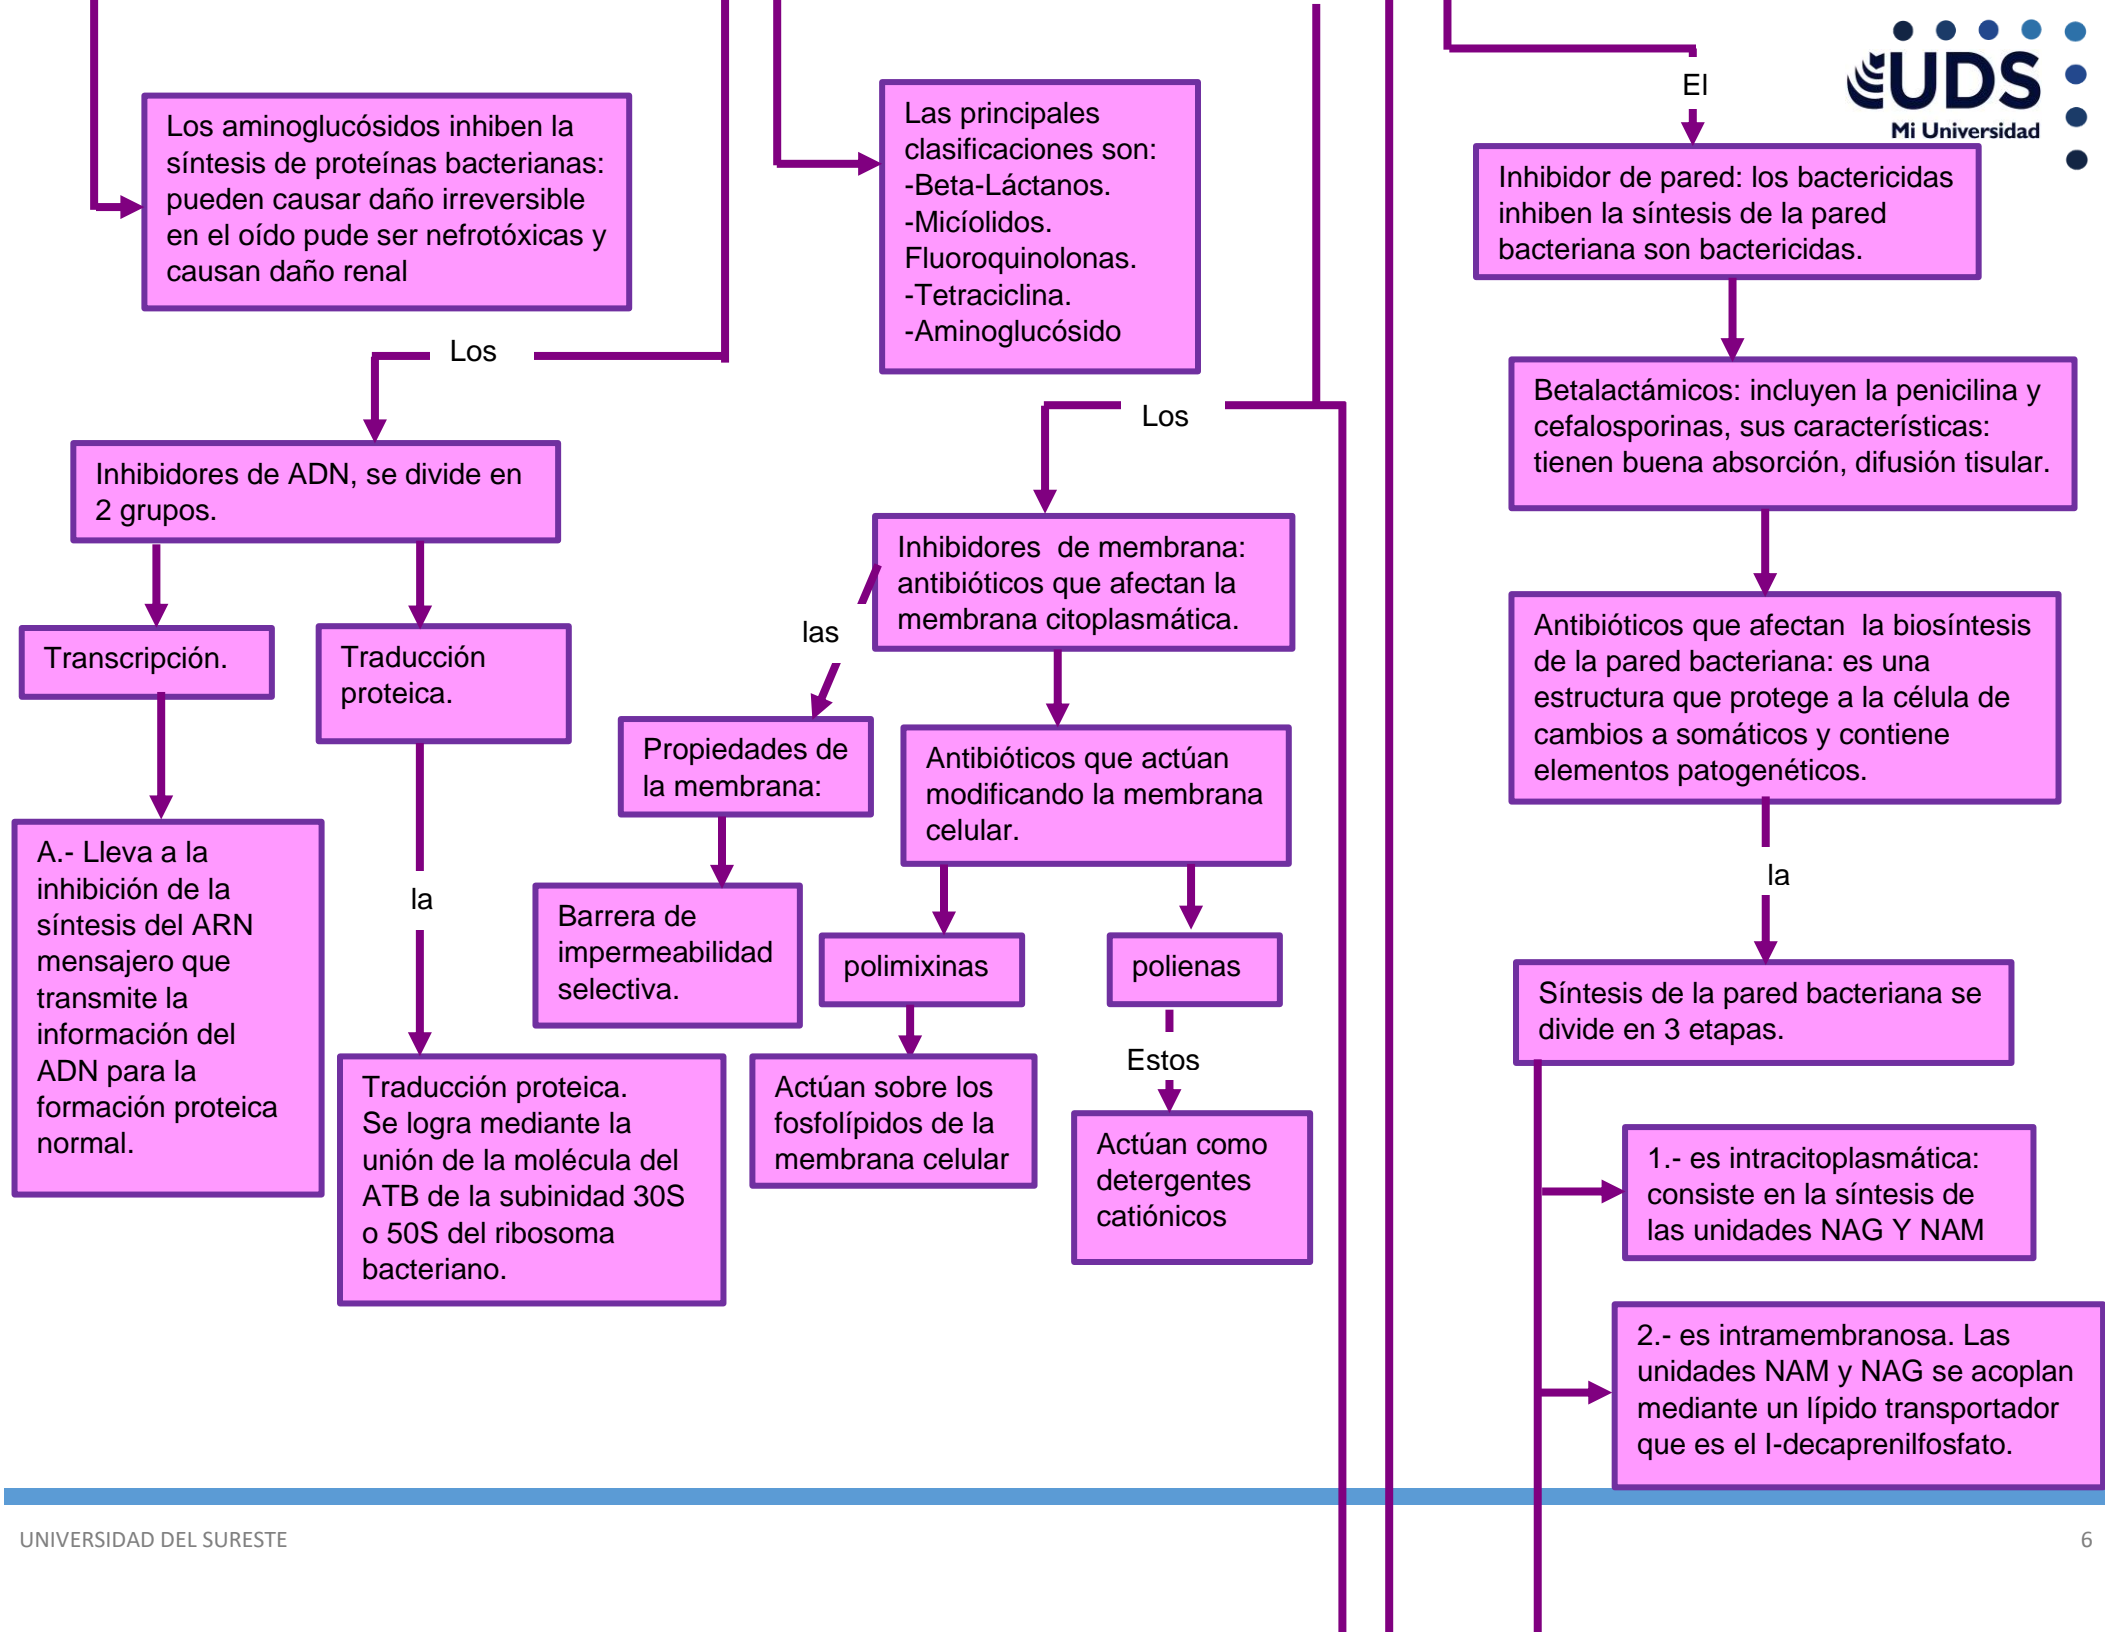 UDS
Mi Universidad
Los aminoglucósidos inhiben la
síntesis de proteínas bacterianas:
pueden causar daño irreversible
en el oído pude ser nefrotóxicas y
causan daño renal
Las principales
clasificaciones son:
-Beta-Láctanos.
-Micíolidos.
Fluoroquinolonas.
-Tetraciclina.
-Aminoglucósido
El
Inhibidor de pared: los bactericidas
inhiben la síntesis de la pared
bacteriana son bactericidas.
Los
Inhibidores de ADN, se divide en
2 grupos.
Transcripción.
Traducción
proteica.
A.- Lleva a la
inhibición de la
síntesis del ARN
mensajero que
transmite la
información del
ADN para la
formación proteica
normal.
la
Traducción proteica.
Se logra mediante la
unión de la molécula del
ATB de la subinidad 30S
o 50S del ribosoma
bacteriano.
Los
Inhibidores  de membrana:
antibióticos que afectan la
membrana citoplasmática.
las
Propiedades de
la membrana:
Barrera de
impermeabilidad
selectiva.
Antibióticos que actúan
modificando la membrana
celular.
polimixinas
polienas
Actúan sobre los
fosfolípidos de la
membrana celular
Estos
Actúan como
detergentes
catiónicos
Betalactámicos: incluyen la penicilina y
cefalosporinas, sus características:
tienen buena absorción, difusión tisular.
Antibióticos que afectan  la biosíntesis
de la pared bacteriana: es una
estructura que protege a la célula de
cambios a somáticos y contiene
elementos patogenéticos.
la
Síntesis de la pared bacteriana se
divide en 3 etapas.
1.- es intracitoplasmática:
consiste en la síntesis de
las unidades NAG Y NAM
2.- es intramembranosa. Las
unidades NAM y NAG se acoplan
mediante un lípido transportador
que es el I-decaprenilfosfato.
UNIVERSIDAD DEL SURESTE
6